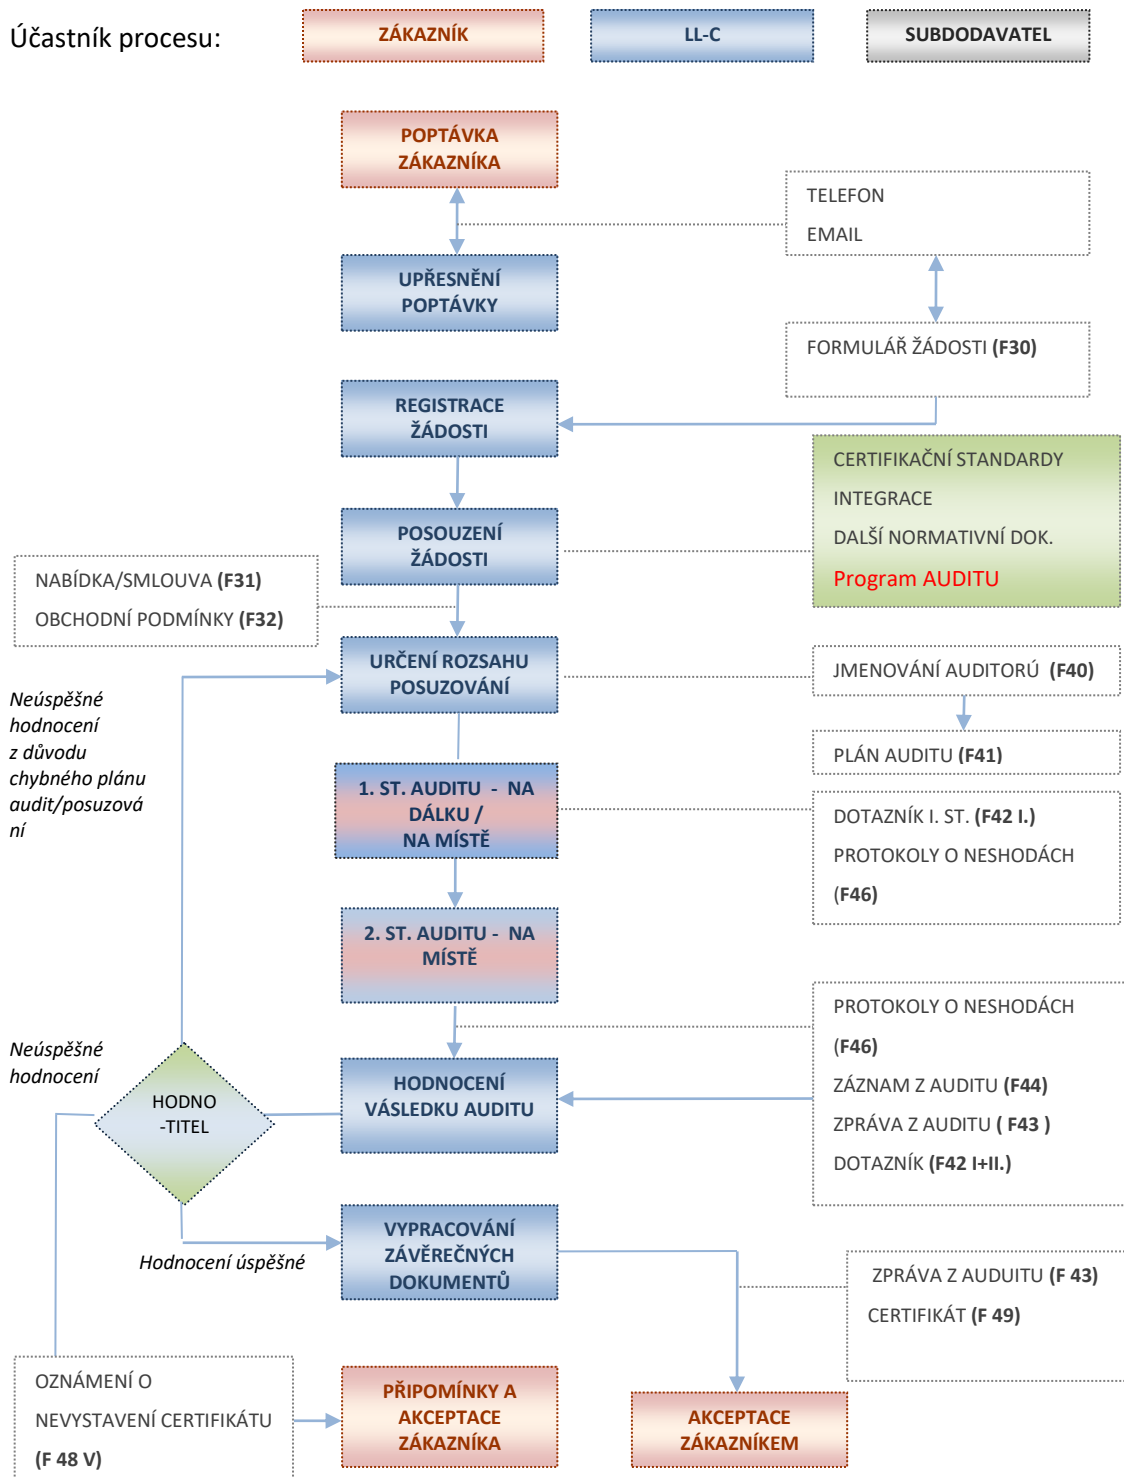 Účastník procesu:
ZÁKAZNÍK
LL-C
SUBDODAVATEL
POPTÁVKA
ZÁKAZNÍKA
TELEFON
EMAIL
UPŘESNĚNÍ
POPTÁVKY
FORMULÁŘ ŽÁDOSTI (F30)
REGISTRACE
ŽÁDOSTI
CERTIFIKAČNÍ STANDARDY
INTEGRACE
DALŠÍ NORMATIVNÍ DOK.
Program AUDITU
POSOUZENÍ
ŽÁDOSTI
NABÍDKA/SMLOUVA (F31)
OBCHODNÍ PODMÍNKY (F32)
URČENÍ ROZSAHU
POSUZOVÁNÍ
JMENOVÁNÍ AUDITORÚ (F40)
Neúspěšné
hodnocení
z důvodu
chybného plánu
audit/posuzová
ní
PLÁN AUDITU (F41)
1. ST. AUDITU - NA
DÁLKU /
NA MÍSTĚ
DOTAZNÍK I. ST. (F42 I.)
PROTOKOLY O NESHODÁCH
(F46)
2. ST. AUDITU - NA
MÍSTĚ
PROTOKOLY O NESHODÁCH
(F46)
ZÁZNAM Z AUDITU (F44)
ZPRÁVA Z AUDITU ( F43 )
DOTAZNÍK (F42 I+II.)
Neúspěšné
hodnocení
HODNOCENÍ
VÁSLEDKU AUDITU
HODNO
-TITEL
VYPRACOVÁNÍ
ZÁVĚREČNÝCH
DOKUMENTŮ
Hodnocení úspěšné
ZPRÁVA Z AUDUITU (F 43)
CERTIFIKÁT (F 49)
OZNÁMENÍ O
NEVYSTAVENÍ CERTIFIKÁTU
(F 48 V)
PŘIPOMÍNKY A
AKCEPTACE
ZÁKAZNÍKA
AKCEPTACE
ZÁKAZNÍKEM